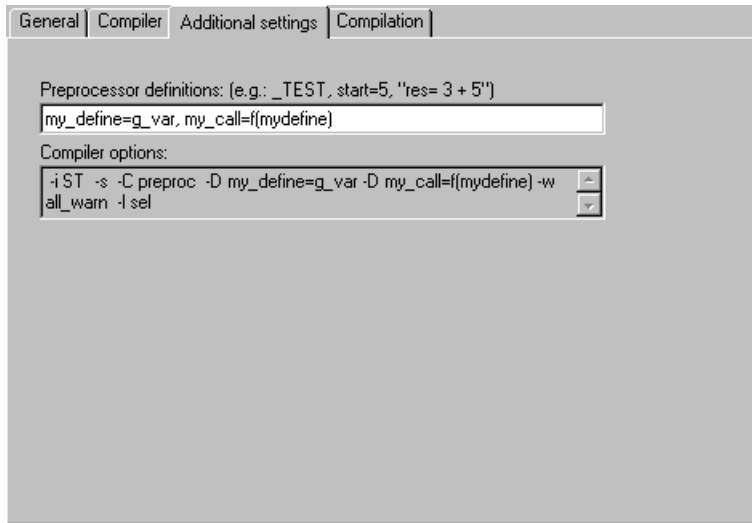 General Compiler Additional settings Compilation
Preprocessor definitions: (e.g.: _TEST, start=5, "res= 3 + 5")
my_define=g_var, my_call=f(mydefine)
Compiler options:
-i ST -s -C preproc -D my_define=g_var -D my_call=f(mydefine) -w
all_warn -l sel